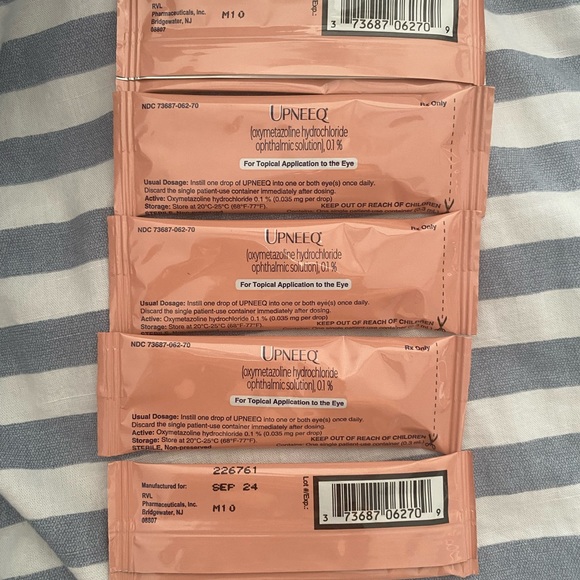 RVL
Pharmaceuticals, Inc.
Bridgewater, NJ
08807
M10
Lot #/Exp.:
3 73687 06270 9
NDC 73687-062-70
Rx Only
UPNEEQ
(oxymetazoline hydrochloride
ophthalmic solution), 0.1%
For Topical Application to the Eye
Usual Dosage: Instill one drop of UPNEEQ into one or both eye(s) once daily.
Discard the single patient-use container immediately after dosing.
Active: Oxymetazoline hydrochloride 0.1 % (0.035 mg per drop)
Storage: Store at 20°C-25°C (68°F-77°F).
KEEP OUT OF REACH OF CHILDREN
NDC 73687-062-70
Rx Only
UPNEEQ
(oxymetazoline hydrochloride
ophthalmic solution), 0.1%
For Topical Application to the Eye
Usual Dosage: Instill one drop of UPNEEQ into one or both eye(s) once daily.
Discard the single patient-use container immediately after dosing.
Active: Oxymetazoline hydrochloride 0.1 % (0.035 mg per drop)
Storage: Store at 20°C-25°C (68°F-77°F).
KEEP OUT OF REACH OF CHILDREN
NDC 73687-062-70
Rx Only
UPNEEQ
(oxymetazoline hydrochloride
ophthalmic solution), 0.1%
For Topical Application to the Eye
Usual Dosage: Instill one drop of UPNEEQ into one or both eye(s) once daily.
Discard the single patient-use container immediately after dosing.
Active: Oxymetazoline hydrochloride 0.1 % (0.035 mg per drop)
Storage: Store at 20°C-25°C (68°F-77°F).
KEEP OUT OF REACH OF CHILDREN
STERILE, Non-preserved
226761
Manufactured for:
SEP 24
RVL
Pharmaceuticals, Inc.
Bridgewater, NJ
08807
M10
Lot #/Exp.:
3 73687 06270 9